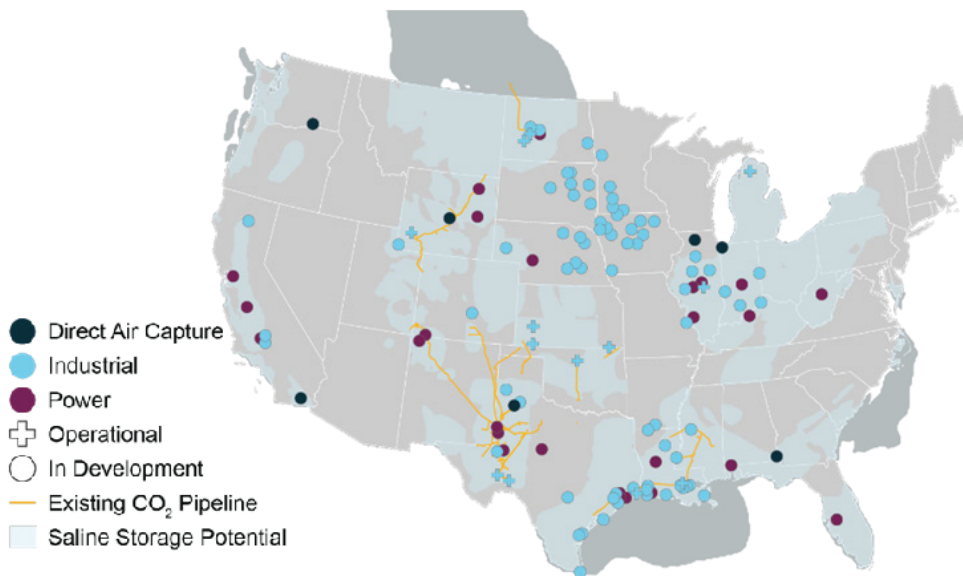 Direct Air Capture
Industrial
Power
Operational
In Development
Existing CO₂ Pipeline
Saline Storage Potential